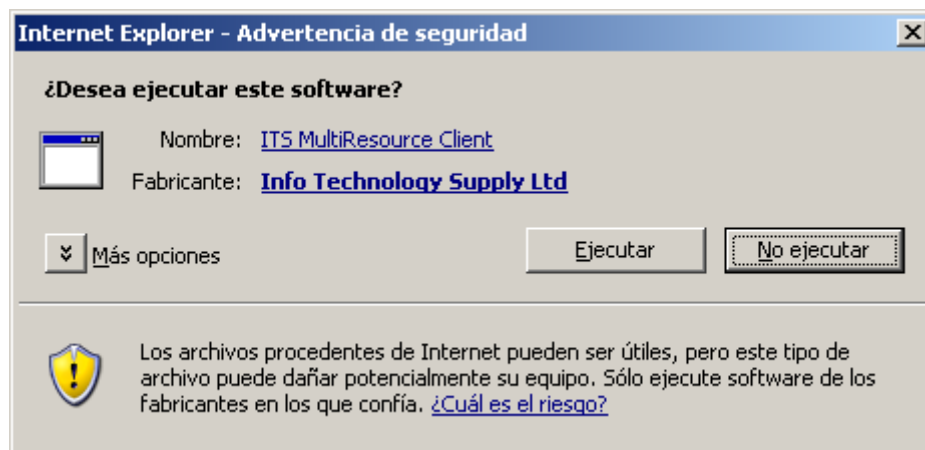 Internet Explorer - Advertencia de seguridad
¿Desea ejecutar este software?
Nombre: ITS MultiResource Client
Fabricante: Info Technology Supply Ltd
Más opciones
Ejecutar
No ejecutar
Los archivos procedentes de Internet pueden ser útiles, pero este tipo de
archivo puede dañar potencialmente su equipo. Sólo ejecute software de los
fabricantes en los que confía. ¿Cuál es el riesgo?